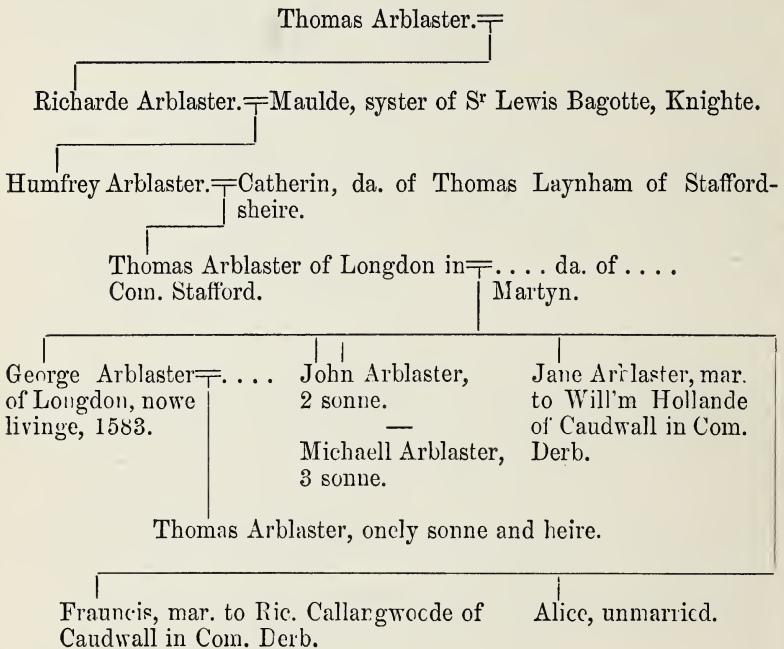 Thomas Arblaster.
Richarde Arblaster. Maulde, syster of Sʳ Lewis Bagotte, Knighte.
Humfrey Arblaster. Catherin, da. of Thomas Laynham of Stafford-
sheire.
Thomas Arblaster of Longdon in .... da. of ....
Com. Stafford. Martyn.
George Arblaster ....
of Longdon, nowe
livinge, 1583.
John Arblaster,
2 sonne.
—
Michaell Arblaster,
3 sonne.
Jane Arblaster, mar.
to Will'm Hollande
of Caudwall in Com.
Derb.
Thomas Arblaster, onely sonne and heire.
Frauncis, mar. to Ric. Callangwoode of
Caudwall in Com. Derb.
Alice, unmarried.